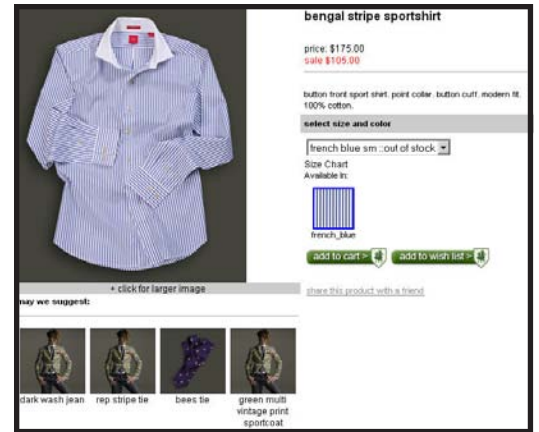 bengal stripe sportshirt
price: $175.00
sale $105.00
button front sport shirt. point collar. button cuff. modern fit.
100% cotton.
select size and color
french blue sm ::out of stock
Size Chart
Available In:
french_blue
add to cart >
add to wish list >
share this product with a friend
+ click for larger image
may we suggest:
dark wash jean
rep stripe tie
bees tie
green multi
vintage print
sportcoat